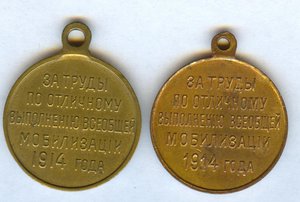 ЗА ТРУДЫ
ПО ОТЛИЧНОМУ
ВЫПОЛНЕНІЮ ВСЕОБЩЕЙ
МОБИЛИЗАЦІИ
1914 ГОДА
ЗА ТРУДЫ
ПО ОТЛИЧНОМУ
ВЫПОЛНЕНІЮ ВСЕОБЩЕЙ
МОБИЛИЗАЦІИ
1914 ГОДА